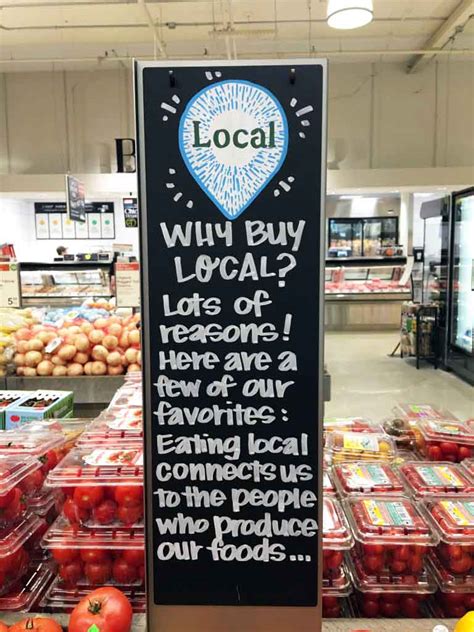 Local
WHY BUY
LOCAL?
Lots of
reasons!
Here are a
few of our
favorites:
Eating local
connects us
to the people
who produce
our foods...